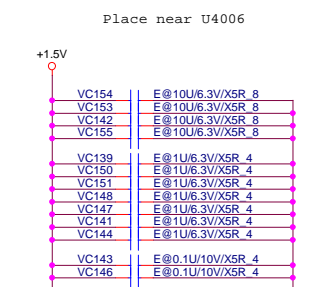 Place near U4006
+1.5V
VC154 E@10U/6.3V/X5R_8
VC153 E@10U/6.3V/X5R_8
VC142 E@10U/6.3V/X5R_8
VC155 E@10U/6.3V/X5R_8
VC139 E@1U/6.3V/X5R_4
VC150 E@1U/6.3V/X5R_4
VC151 E@1U/6.3V/X5R_4
VC148 E@1U/6.3V/X5R_4
VC147 E@1U/6.3V/X5R_4
VC141 E@1U/6.3V/X5R_4
VC144 E@1U/6.3V/X5R_4
VC143 E@0.1U/10V/X5R_4
VC146 E@0.1U/10V/X5R_4